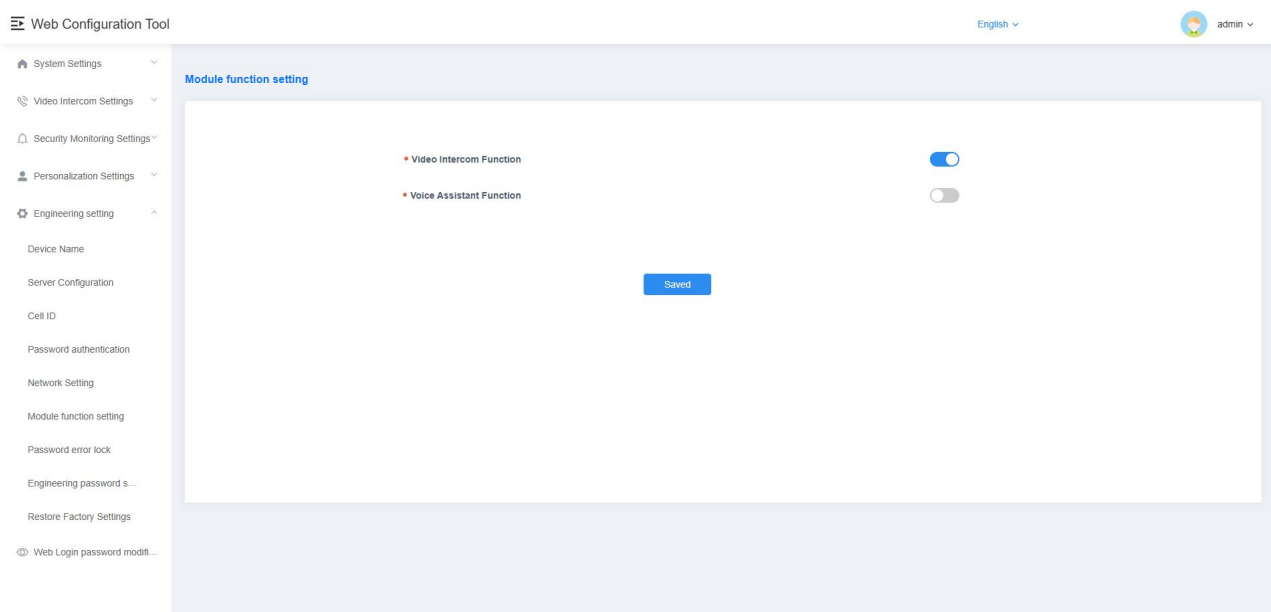 Web Configuration Tool
English
admin
System Settings
Video Intercom Settings
Security Monitoring Settings
Personalization Settings
Engineering setting
Device Name
Server Configuration
Cell ID
Password authentication
Network Setting
Module function setting
Password error lock
Engineering password s...
Restore Factory Settings
Web Login password modifi...
Module function setting
* Video Intercom Function
* Voice Assistant Function
Saved